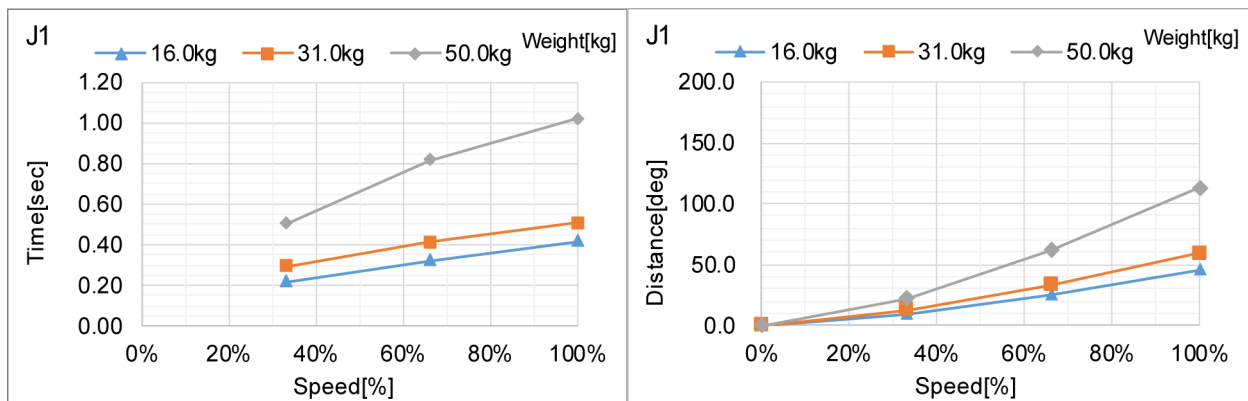 J1
Weight[kg]
16.0kg 31.0kg 50.0kg
1.20
1.00
0.80
0.60
0.40
0.20
0.00
Time[sec]
0% 20% 40% 60% 80% 100%
Speed[%]
J1
Weight[kg]
16.0kg 31.0kg 50.0kg
200.0
150.0
100.0
50.0
0.0
Distance[deg]
0% 20% 40% 60% 80% 100%
Speed[%]